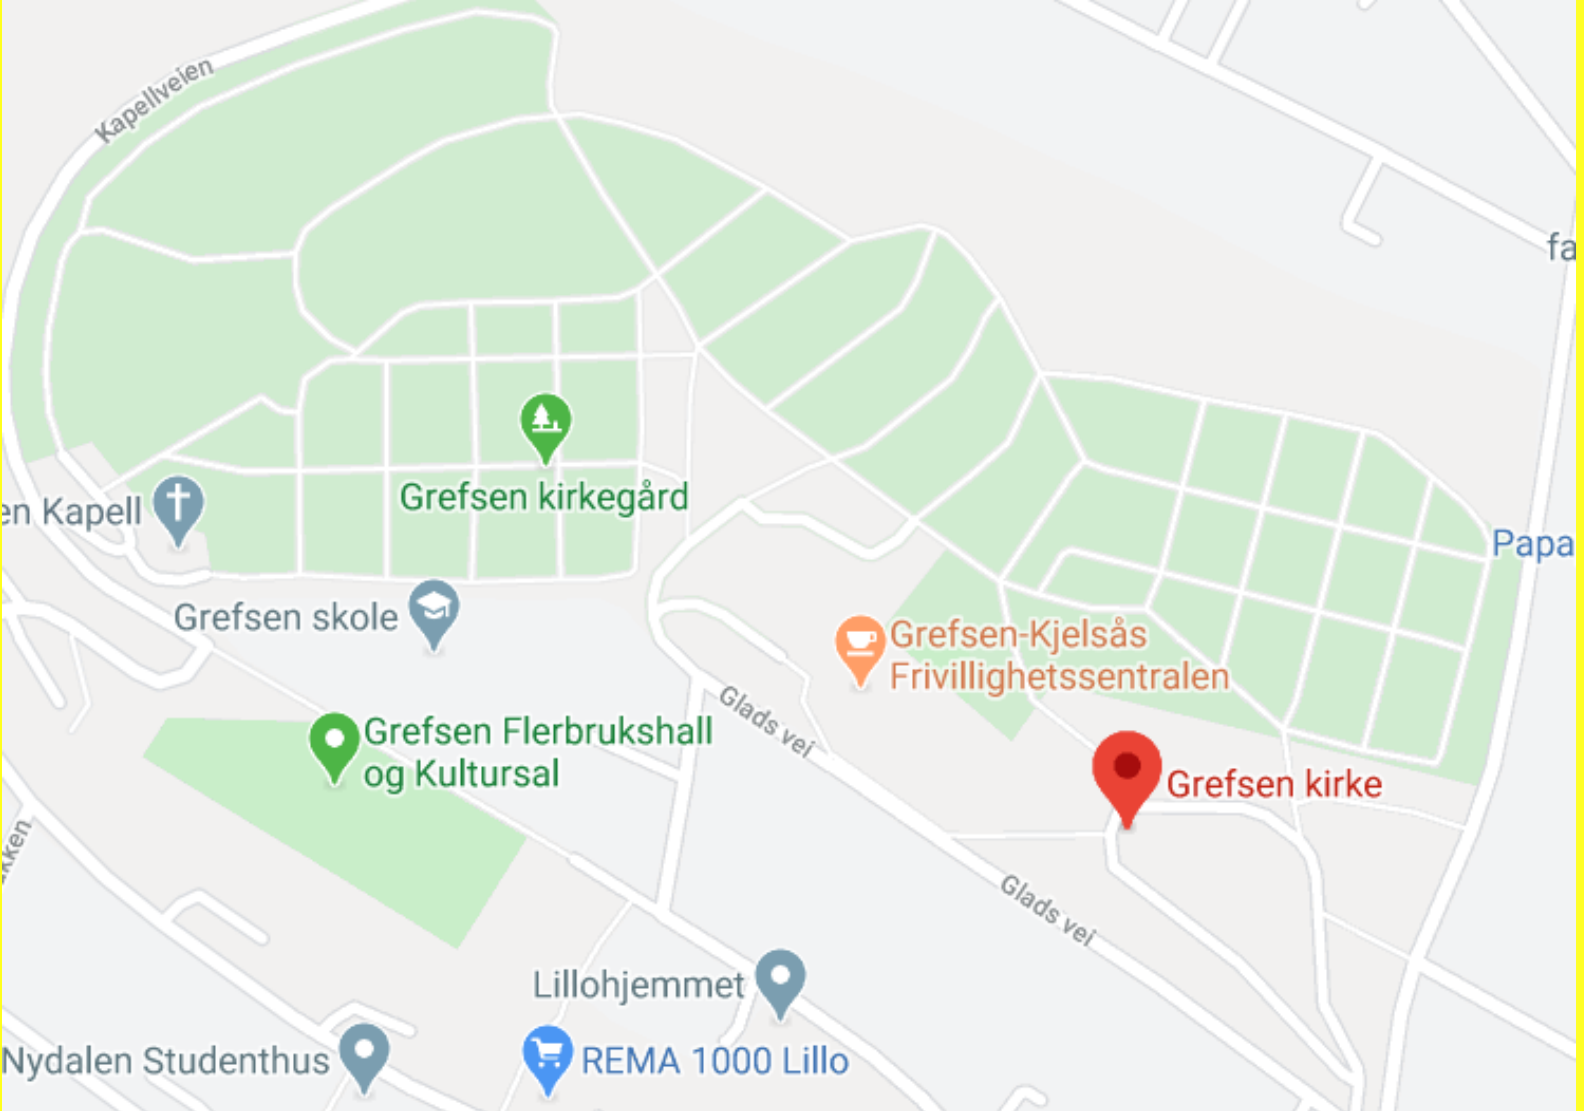 Kapellveien
fa
Grefsen kirkegård
en Kapell
Papa
Grefsen skole
Grefsen-Kjelsås
Frivillighetssentralen
Glads vei
Grefsen Flerbrukshall
og Kultursal
Grefsen kirke
kken
Glads vei
Lillohjemmet
Nydalen Studenthus
REMA 1000 Lillo